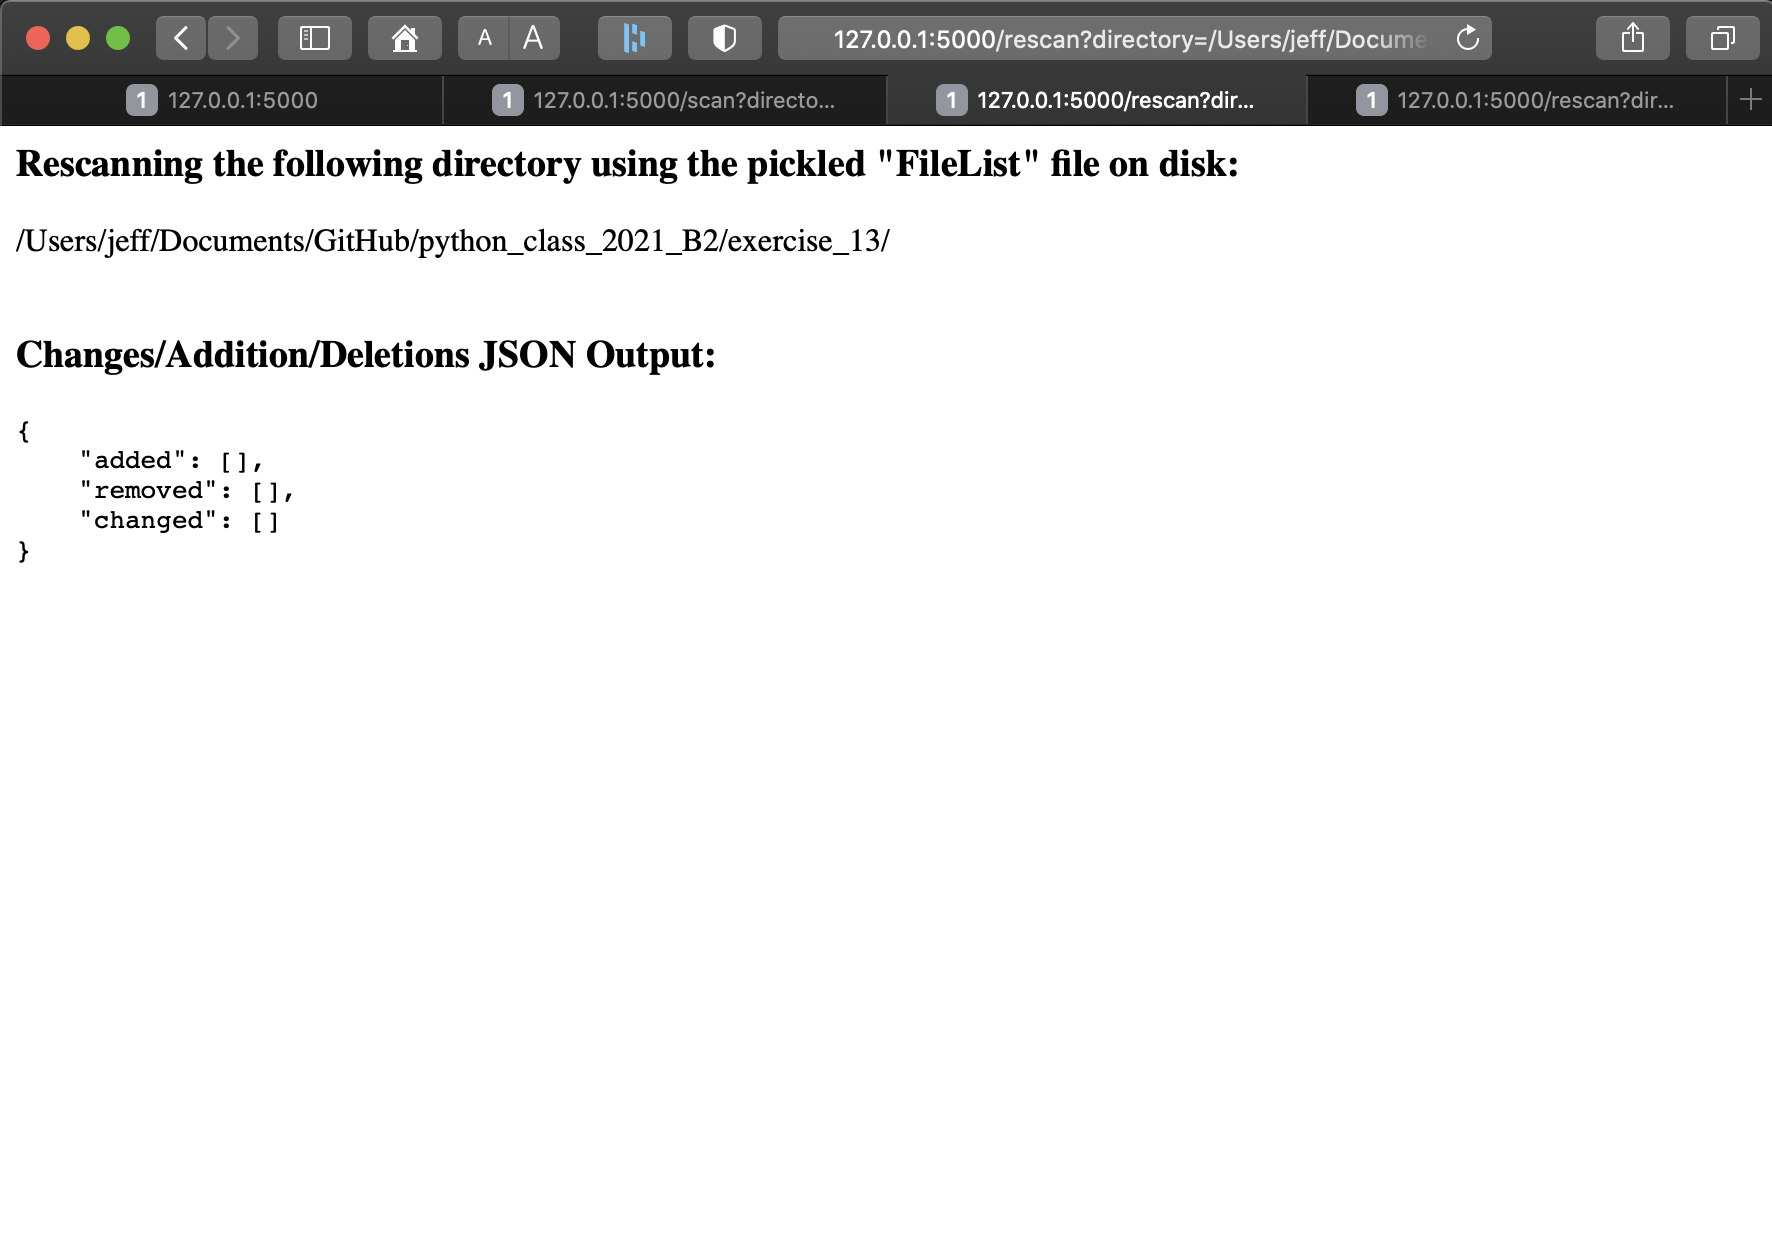 A A 127.0.0.1:5000/rescan?directory=/Users/jeff/Docume
1 127.0.0.1:5000 1 127.0.0.1:5000/scan?directo... 1 127.0.0.1:5000/rescan?dir... 1 127.0.0.1:5000/rescan?dir...
Rescanning the following directory using the pickled "FileList" file on disk:
/Users/jeff/Documents/GitHub/python_class_2021_B2/exercise_13/
Changes/Addition/Deletions JSON Output:
{
    "added": [],
    "removed": [],
    "changed": []
}